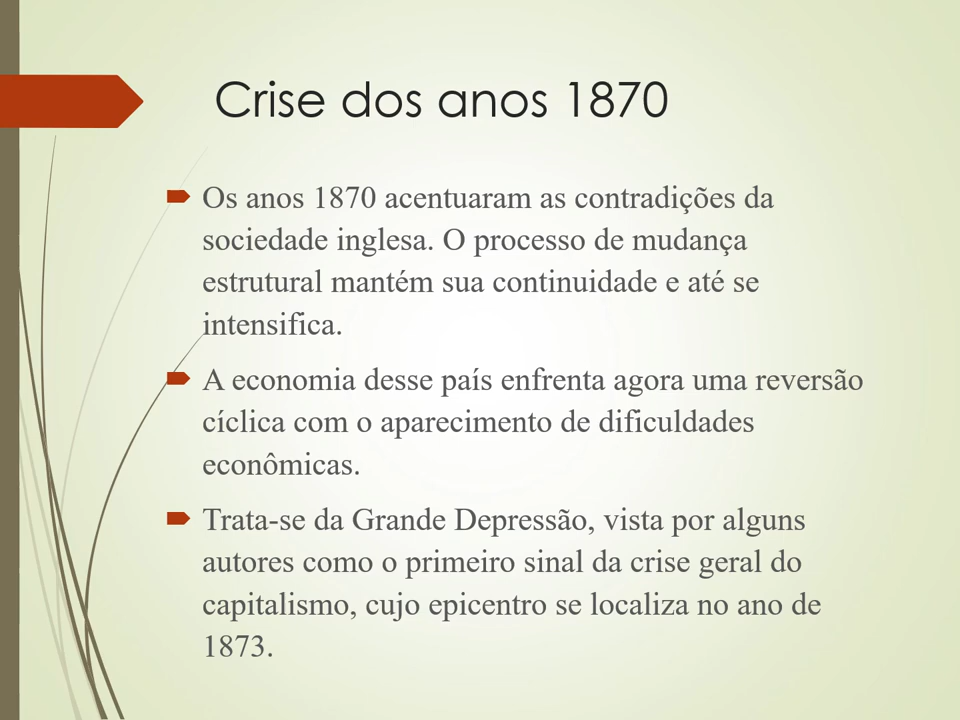 Crise dos anos 1870
Os anos 1870 acentuaram as contradições da
sociedade inglesa. O processo de mudança
estrutural mantém sua continuidade e até se
intensifica.
A economia desse país enfrenta agora uma reversão
cíclica com o aparecimento de dificuldades
econômicas.
Trata-se da Grande Depressão, vista por alguns
autores como o primeiro sinal da crise geral do
capitalismo, cujo epicentro se localiza no ano de
1873.